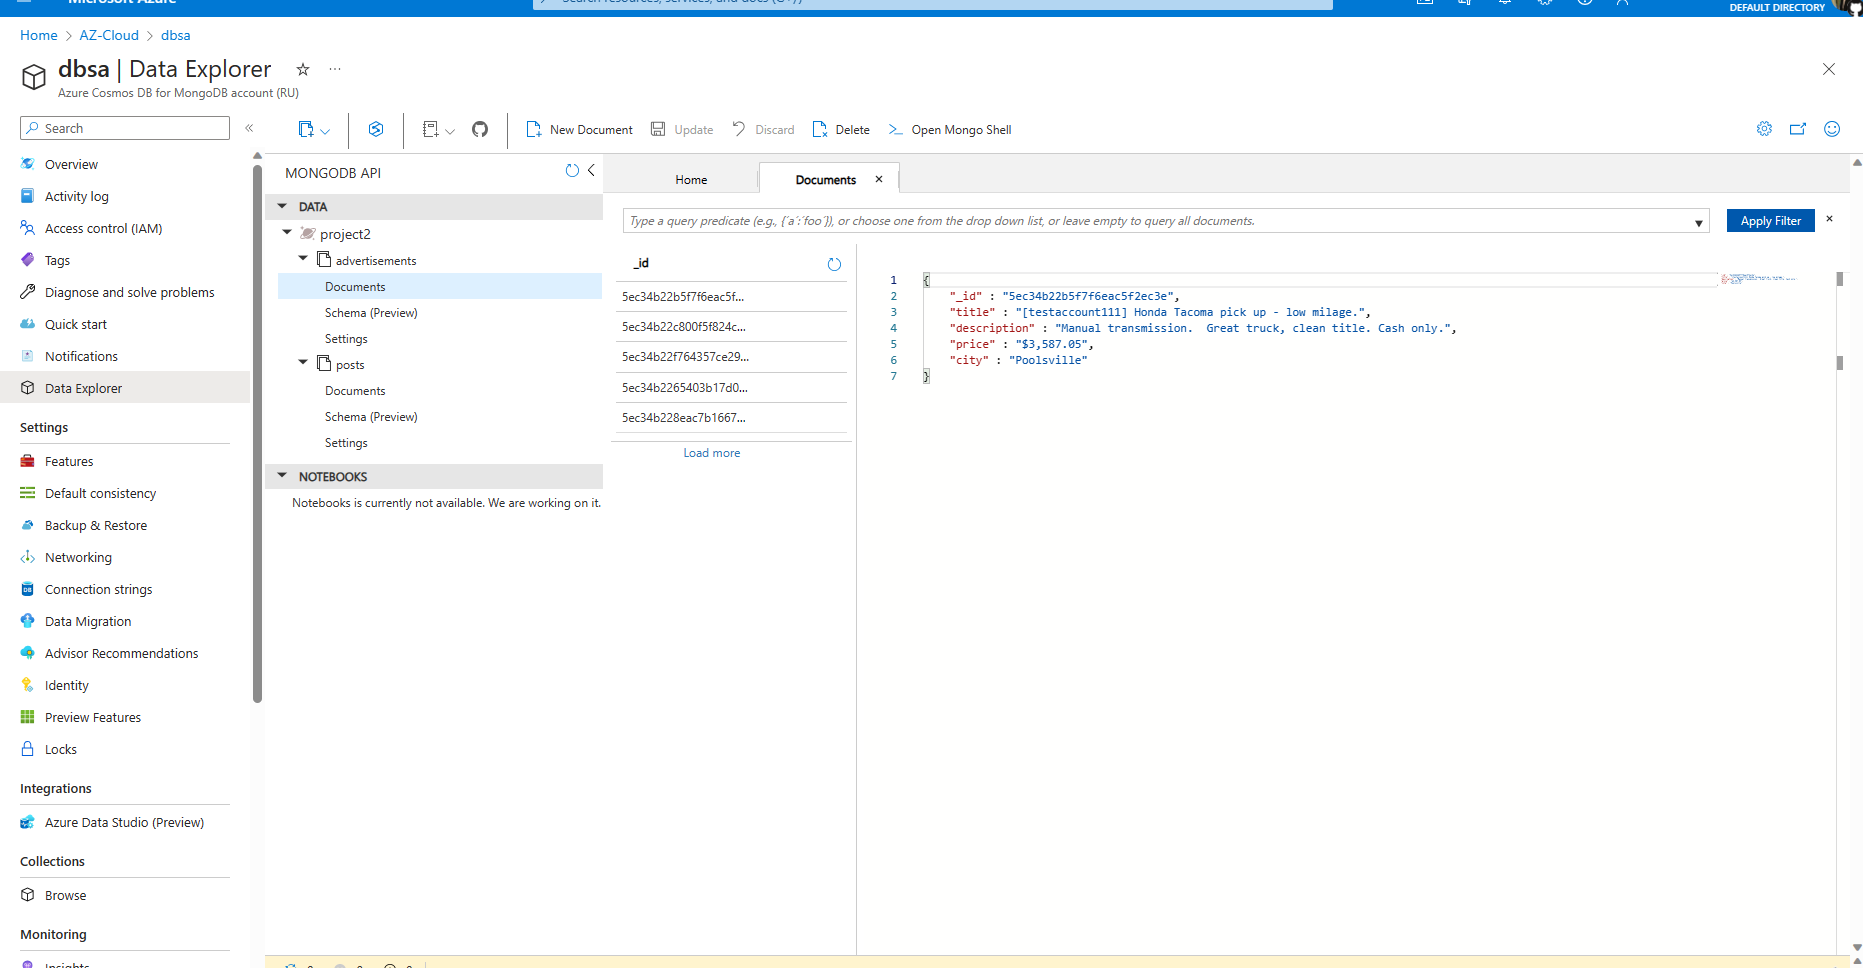 Microsoft Azure
Search resources, services, and docs (G+/)
DEFAULT DIRECTORY
Home > AZ-Cloud > dbsa
dbsa | Data Explorer
Azure Cosmos DB for MongoDB account (RU)
Search
New Document
Update
Discard
Delete
Open Mongo Shell
Overview
Activity log
Access control (IAM)
Tags
Diagnose and solve problems
Quick start
Notifications
Data Explorer
Settings
Features
Default consistency
Backup & Restore
Networking
Connection strings
Data Migration
Advisor Recommendations
Identity
Preview Features
Locks
Integrations
Azure Data Studio (Preview)
Collections
Browse
Monitoring
Insights
MONGODB API
DATA
project2
advertisements
Documents
Schema (Preview)
Settings
posts
Documents
Schema (Preview)
Settings
NOTEBOOKS
Notebooks is currently not available. We are working on it.
Home
Documents
Type a query predicate (e.g., {´a´:´foo´}), or choose one from the drop down list, or leave empty to query all documents.
Apply Filter
_id
5ec34b22b5f7f6eac5f...
5ec34b22c800f5f824c...
5ec34b22f764357ce29...
5ec34b2265403b17d0...
5ec34b228eac7b1667...
Load more
1 {
2 "_id" : "5ec34b22b5f7f6eac5f2ec3e",
3 "title" : "[testaccount111] Honda Tacoma pick up - low milage.",
4 "description" : "Manual transmission.  Great truck, clean title. Cash only.",
5 "price" : "$3,587.05",
6 "city" : "Poolsville"
7 }